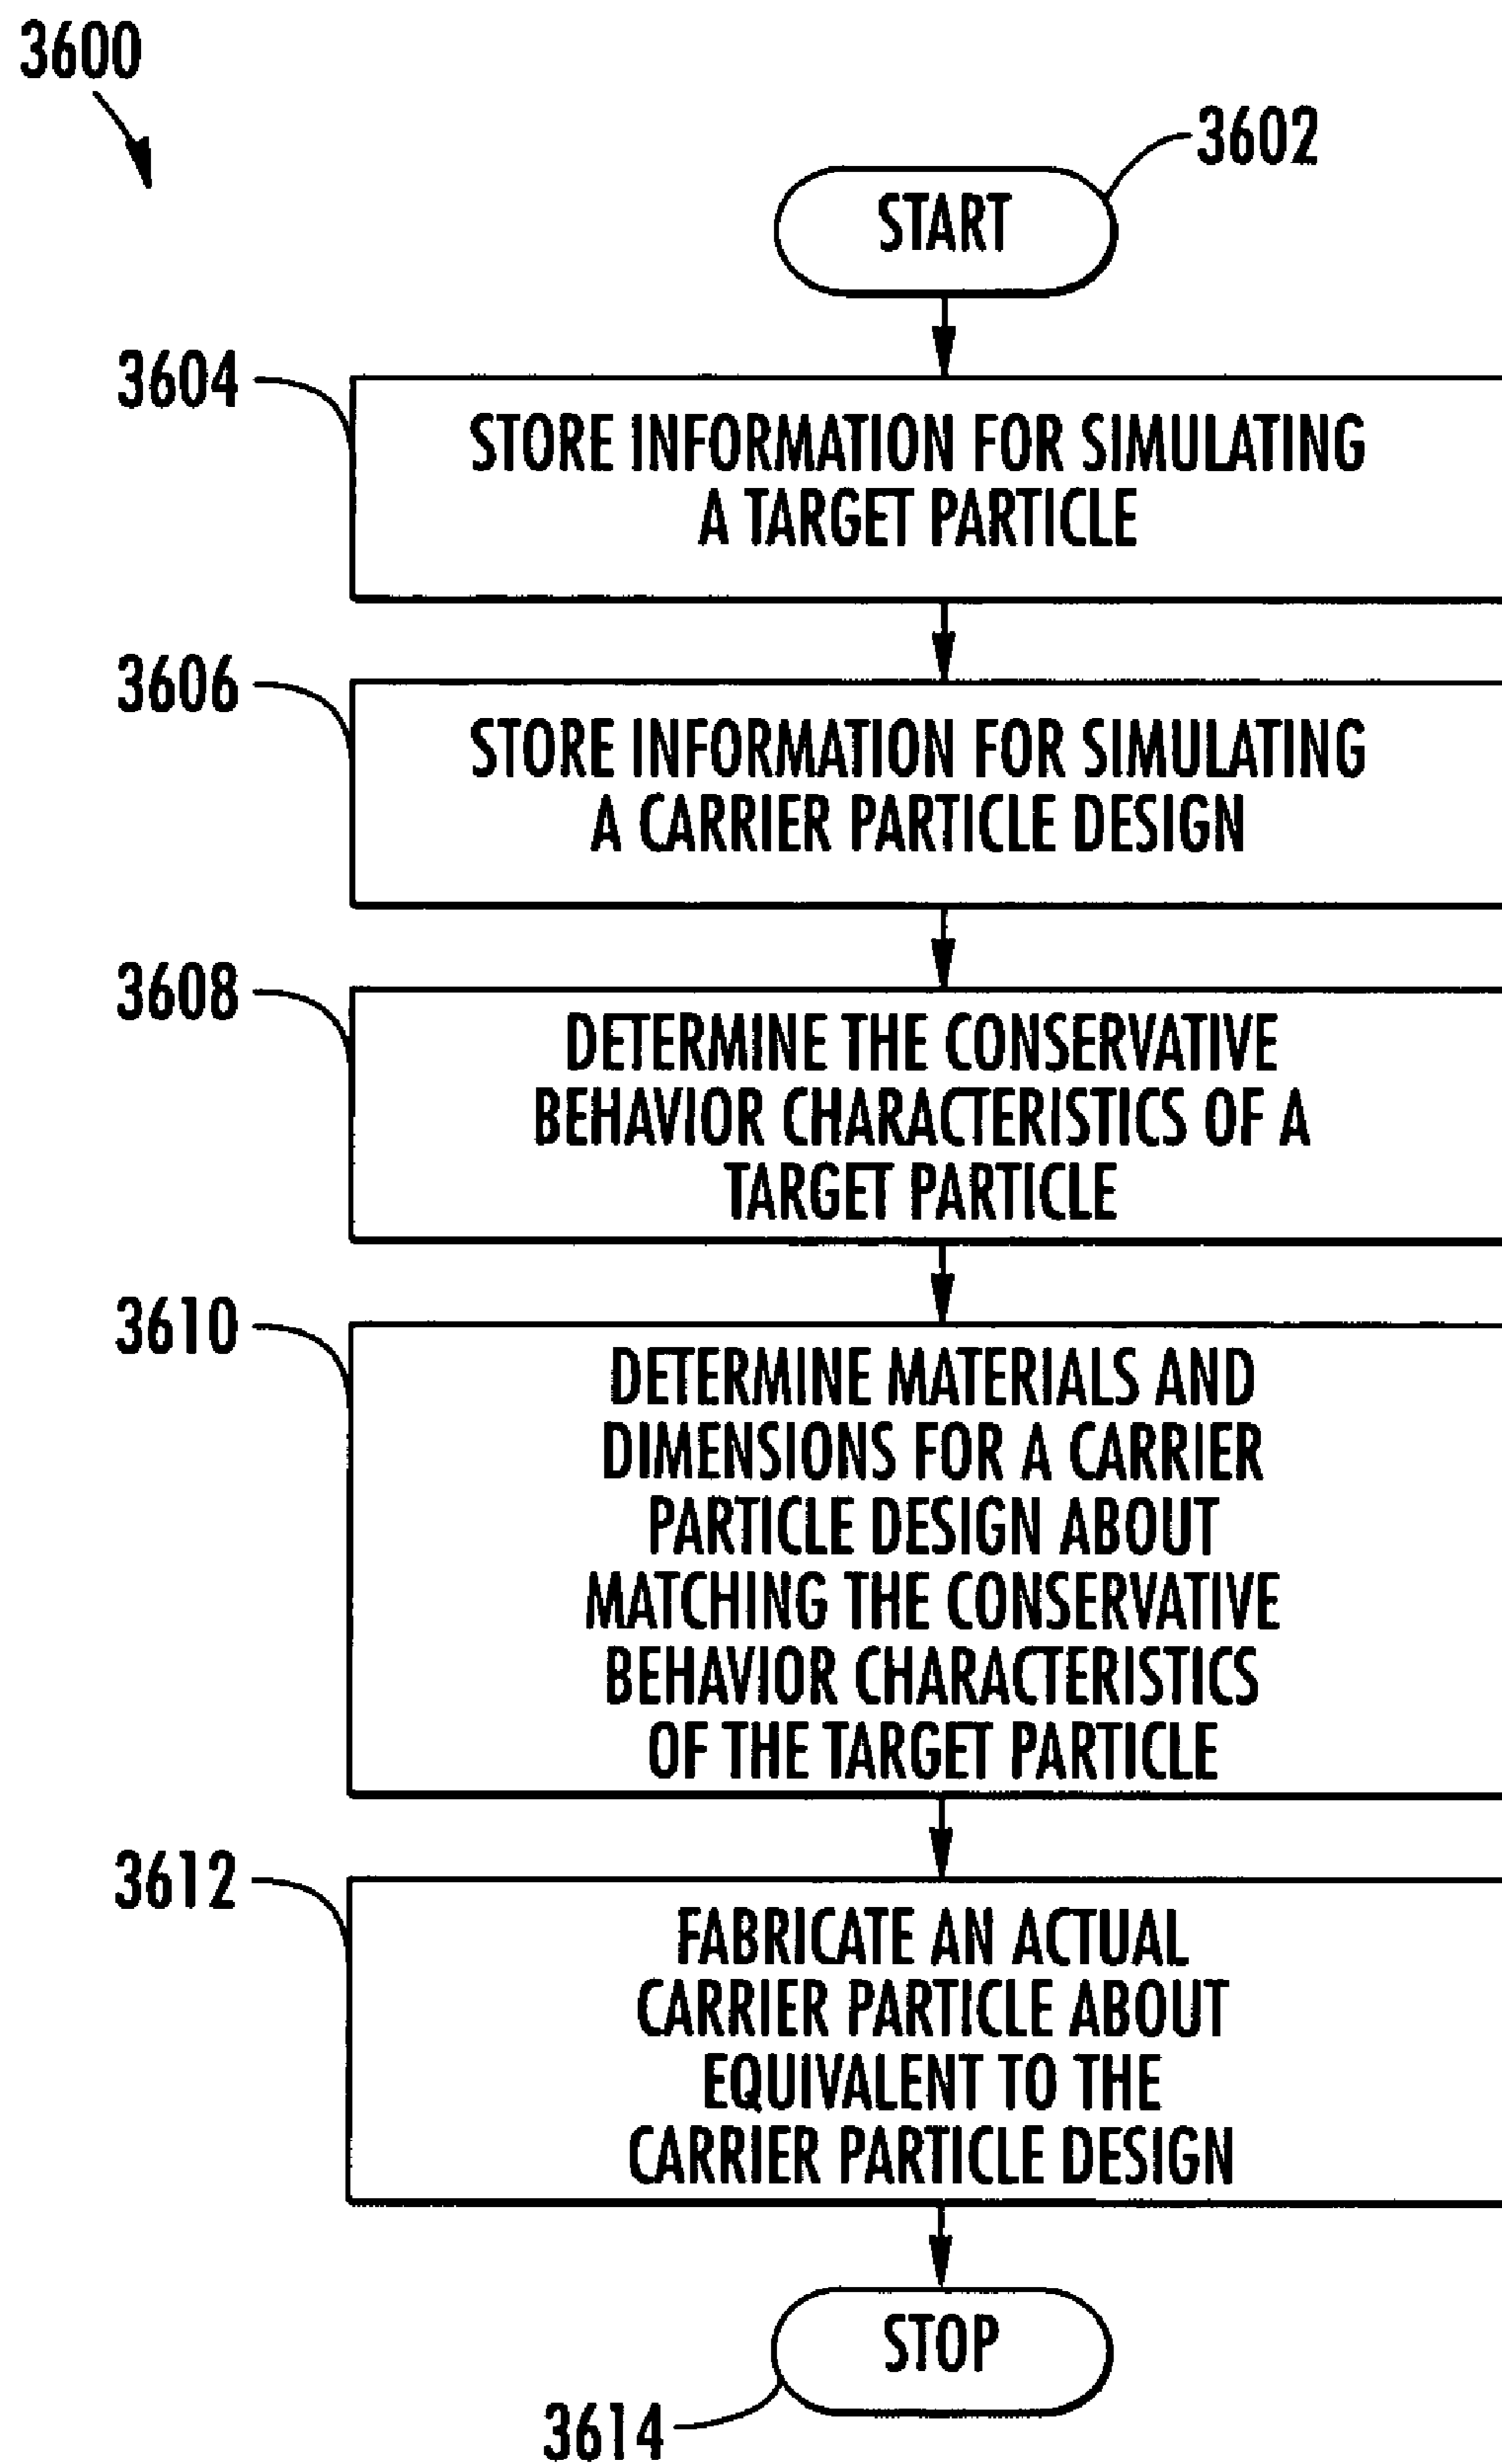 3600
3602
START
3604
STORE INFORMATION FOR SIMULATING
A TARGET PARTICLE
3606
STORE INFORMATION FOR SIMULATING
A CARRIER PARTICLE DESIGN
3608
DETERMINE THE CONSERVATIVE
BEHAVIOR CHARACTERISTICS OF A
TARGET PARTICLE
3610
DETERMINE MATERIALS AND
DIMENSIONS FOR A CARRIER
PARTICLE DESIGN ABOUT
MATCHING THE CONSERVATIVE
BEHAVIOR CHARACTERISTICS
OF THE TARGET PARTICLE
3612
FABRICATE AN ACTUAL
CARRIER PARTICLE ABOUT
EQUIVALENT TO THE
CARRIER PARTICLE DESIGN
STOP
3614